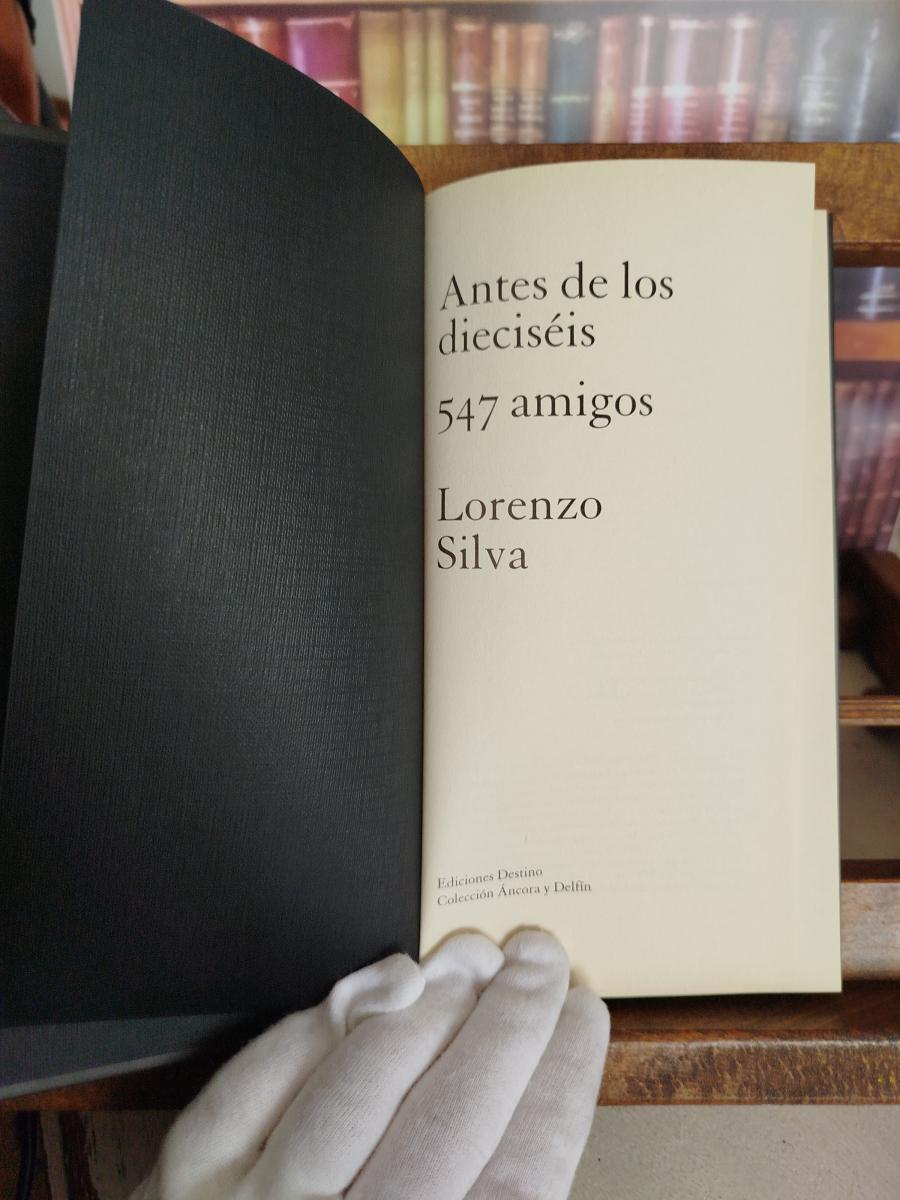 Antes de los
dieciséis
547 amigos
Lorenzo
Silva
Ediciones Destino
Colección Áncora y Delfín